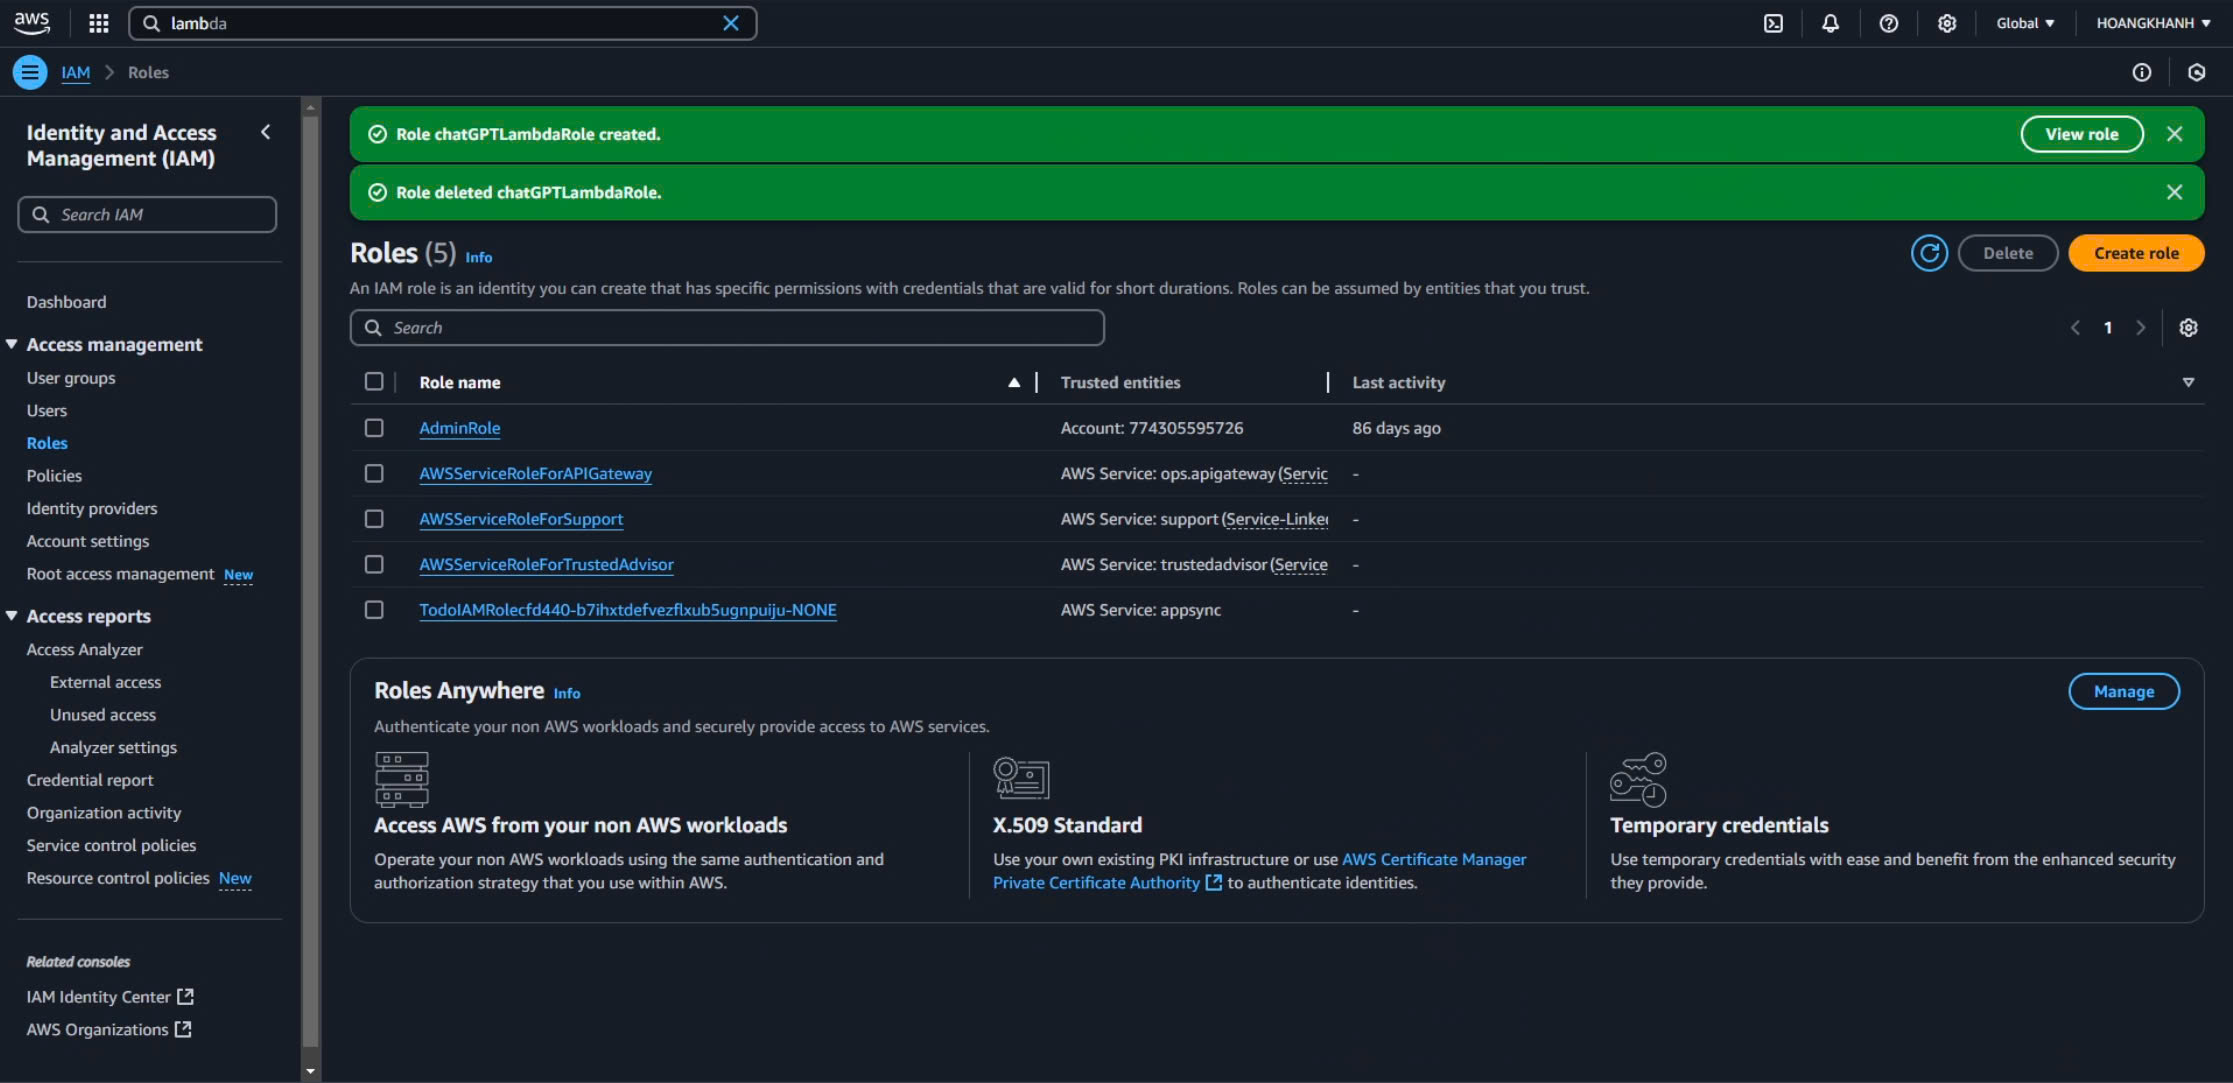 aws
lambda
Global
HOANGKHANH
IAM
Roles
Identity and Access
Management (IAM)
Search IAM
Dashboard
Access management
User groups
Users
Roles
Policies
Identity providers
Account settings
Root access management New
Access reports
Access Analyzer
External access
Unused access
Analyzer settings
Credential report
Organization activity
Service control policies
Resource control policies New
Related consoles
IAM Identity Center
AWS Organizations
Role chatGPTLambdaRole created.
View role
Role deleted chatGPTLambdaRole.
Roles (5) Info
Delete
Create role
An IAM role is an identity you can create that has specific permissions with credentials that are valid for short durations. Roles can be assumed by entities that you trust.
Search
1
Role name Trusted entities Last activity
AdminRole Account: 774305595726 86 days ago
AWSServiceRoleForAPIGateway AWS Service: ops.apigateway (Servic -
AWSServiceRoleForSupport AWS Service: support (Service-Linke -
AWSServiceRoleForTrustedAdvisor AWS Service: trustedadvisor (Service -
TodoIAMRolecfd440-b7ihxtdefvezflxub5ugnpuiju-NONE AWS Service: appsync -
Roles Anywhere Info
Manage
Authenticate your non AWS workloads and securely provide access to AWS services.
Access AWS from your non AWS workloads
Operate your non AWS workloads using the same authentication and
authorization strategy that you use within AWS.
X.509 Standard
Use your own existing PKI infrastructure or use AWS Certificate Manager
Private Certificate Authority to authenticate identities.
Temporary credentials
Use temporary credentials with ease and benefit from the enhanced security
they provide.